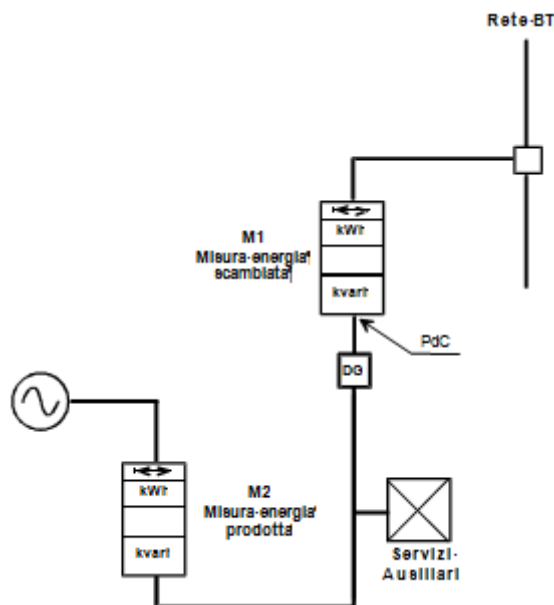 Rete-BT
kWh
kvarh
M1
Misura-energia
scambiata
PdC
DG
kWh
kvarh
M2
Misura-energia
prodotta
Servizi-
Ausiliari